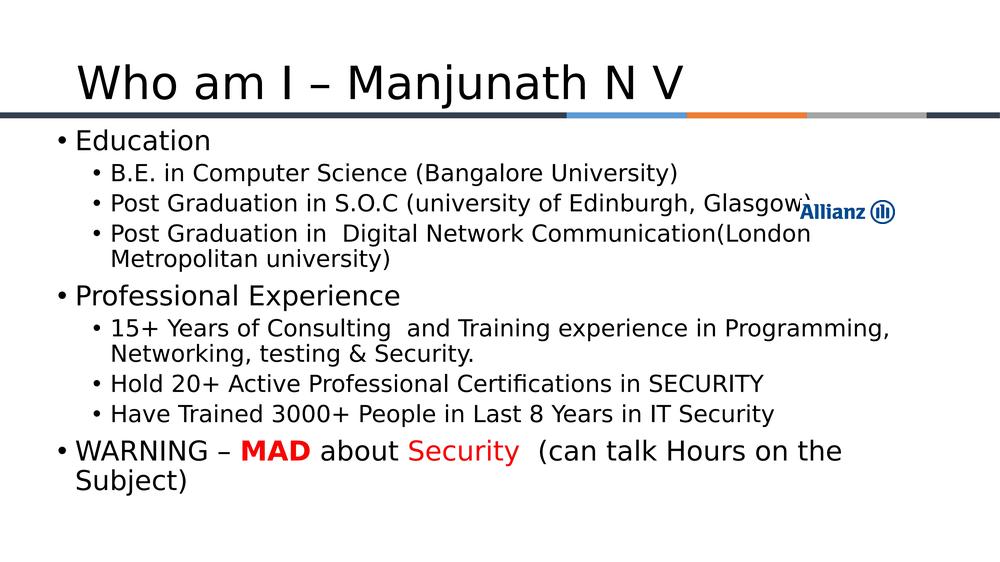 Who am I – Manjunath N V
• Education
• B.E. in Computer Science (Bangalore University)
• Post Graduation in S.O.C (university of Edinburgh, Glasgow)
Allianz
• Post Graduation in  Digital Network Communication(London
Metropolitan university)
• Professional Experience
• 15+ Years of Consulting  and Training experience in Programming,
Networking, testing & Security.
• Hold 20+ Active Professional Certifications in SECURITY
• Have Trained 3000+ People in Last 8 Years in IT Security
• WARNING – MAD about Security  (can talk Hours on the
Subject)